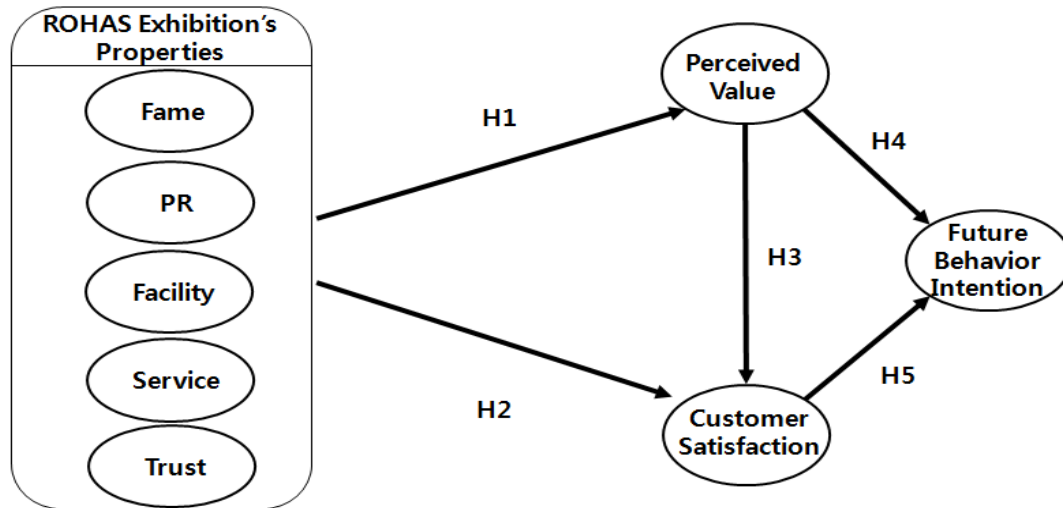 ROHAS Exhibition's
Properties
Fame
PR
Facility
Service
Trust
H1
H2
Perceived
Value
H3
Customer
Satisfaction
H4
H5
Future
Behavior
Intention